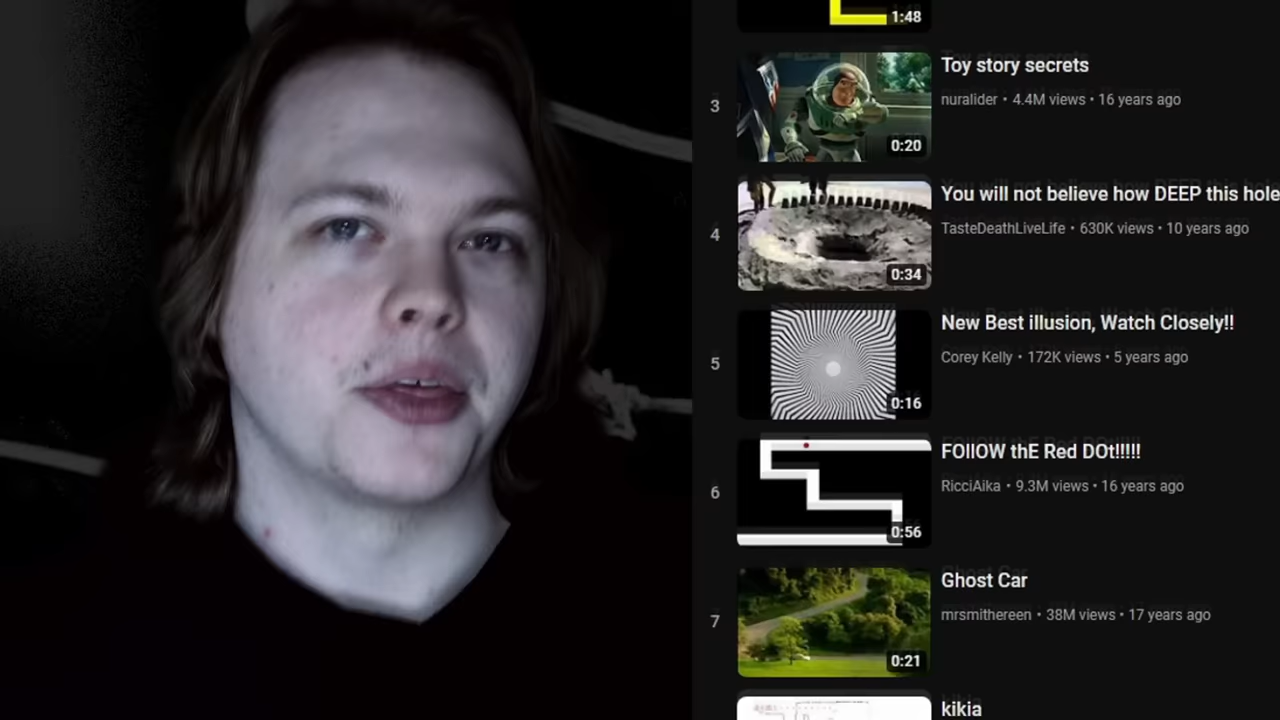 1:48
3
0:20
Toy story secrets
nuralider • 4.4M views • 16 years ago
4
0:34
You will not believe how DEEP this hole
TasteDeathLiveLife • 630K views • 10 years ago
5
0:16
New Best illusion, Watch Closely!!
Corey Kelly • 172K views • 5 years ago
6
0:56
FOllOW thE Red DOt!!!!!
RicciAika • 9.3M views • 16 years ago
7
0:21
Ghost Car
mrsmithereen • 38M views • 17 years ago
kikia